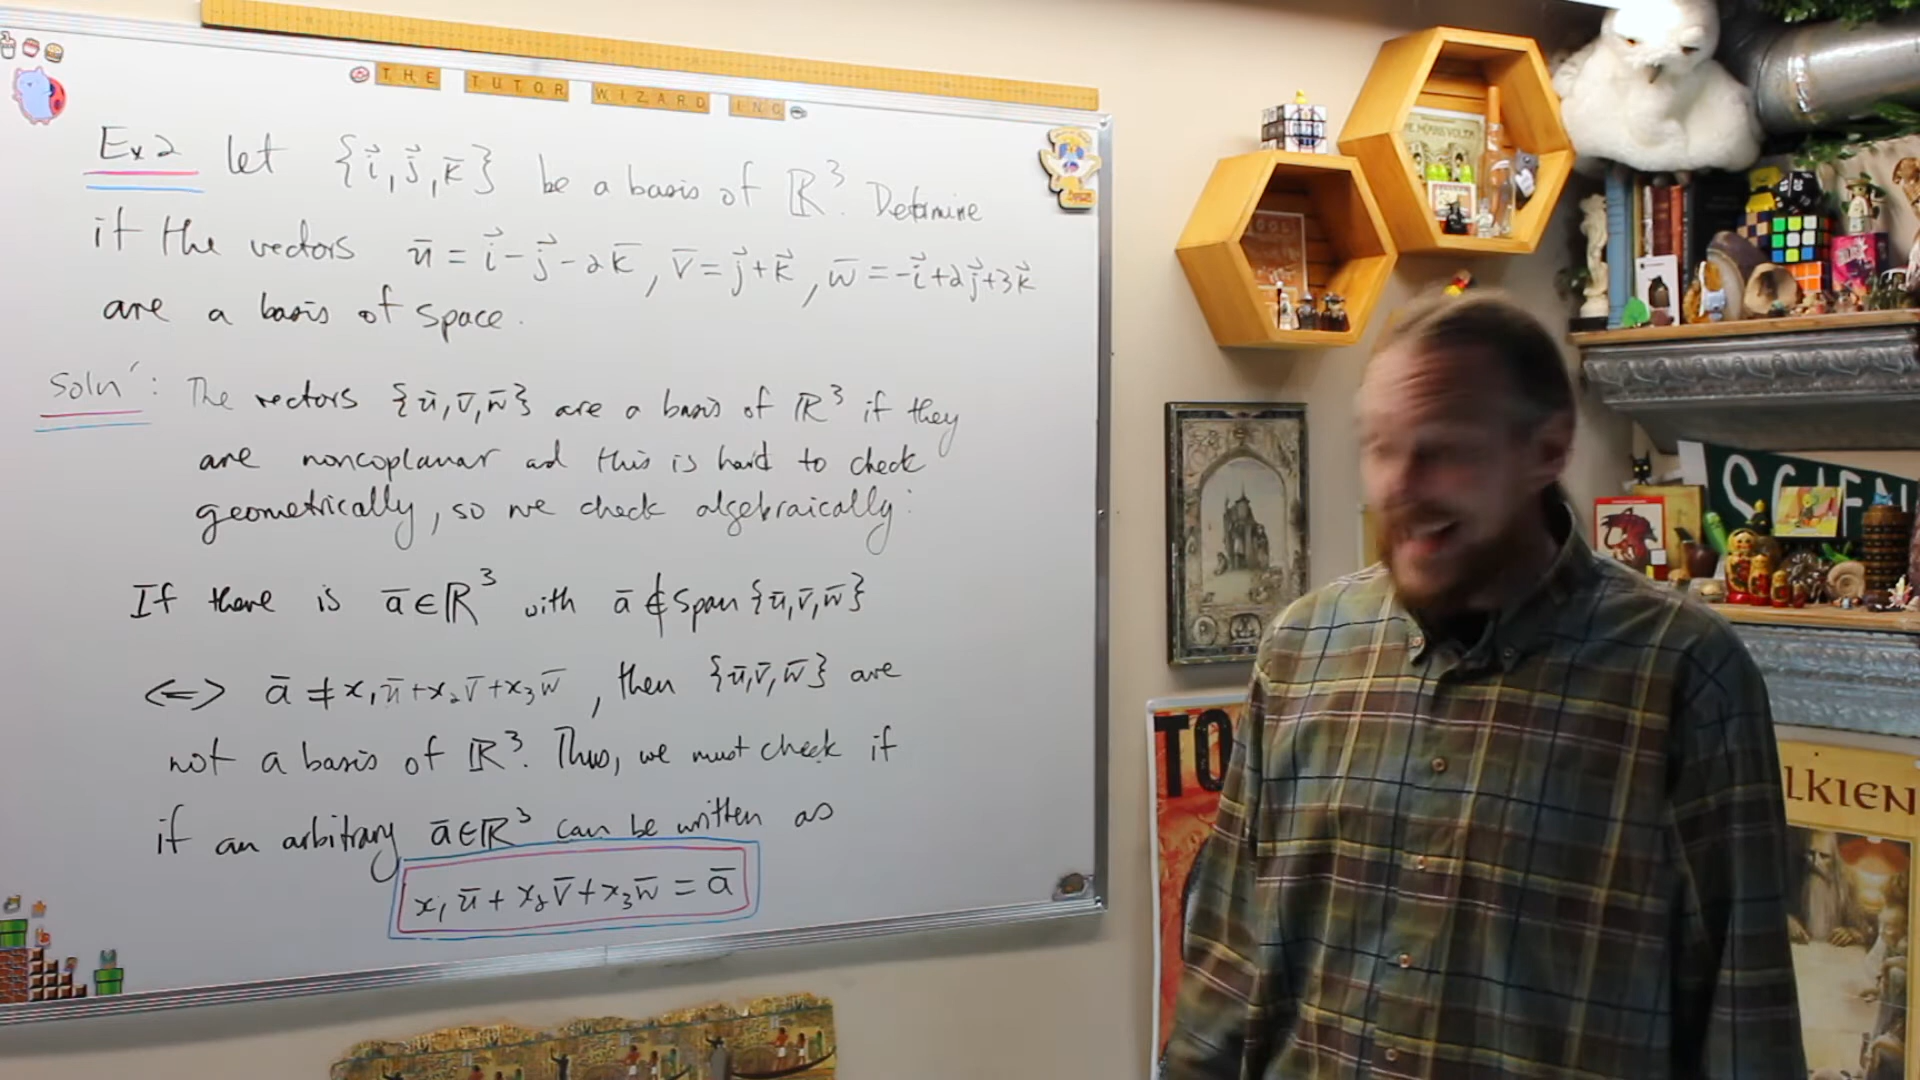 THE TUTOR WIZARD ING
Ex 2 let {i⃗, j⃗, k̄} be a basis of ℝ³. Determine
if the vectors ū = i⃗ - j⃗ - 2k̄, v̄ = j⃗ + k⃗, w̄ = -i⃗ + 2j⃗ + 3k⃗
are a basis of space.
Soln': The vectors {ū, v̄, w̄} are a basis of ℝ³ if they
are noncoplanar and this is hard to check
geometrically, so we check algebraically:
If there is ā ∈ ℝ³ with ā ∉ Span {ū, v̄, w̄}
<=> ā ≠ x₁ū + x₂v̄ + x₃w̄, then {ū, v̄, w̄} are
not a basis of ℝ³. Thus, we must check if
if an arbitrary ā ∈ ℝ³ can be written as
x₁ū + x₂v̄ + x₃w̄ = ā
SCIEN
TO
LKIEN